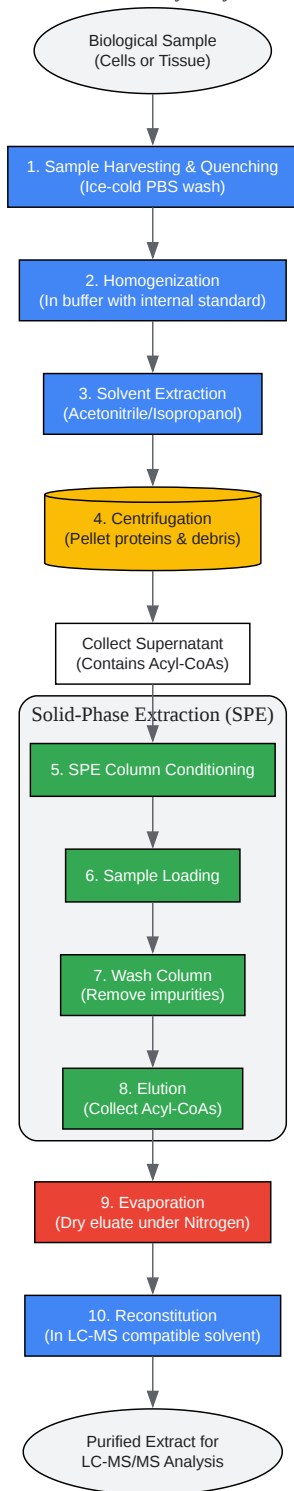 Biological Sample
(Cells or Tissue)
1. Sample Harvesting & Quenching
(Ice-cold PBS wash)
2. Homogenization
(In buffer with internal standard)
3. Solvent Extraction
(Acetonitrile/Isopropanol)
4. Centrifugation
(Pellet proteins & debris)
Collect Supernatant
(Contains Acyl-CoAs)
Solid-Phase Extraction (SPE)
5. SPE Column Conditioning
6. Sample Loading
7. Wash Column
(Remove impurities)
8. Elution
(Collect Acyl-CoAs)
9. Evaporation
(Dry eluate under Nitrogen)
10. Reconstitution
(In LC-MS compatible solvent)
Purified Extract for
LC-MS/MS Analysis